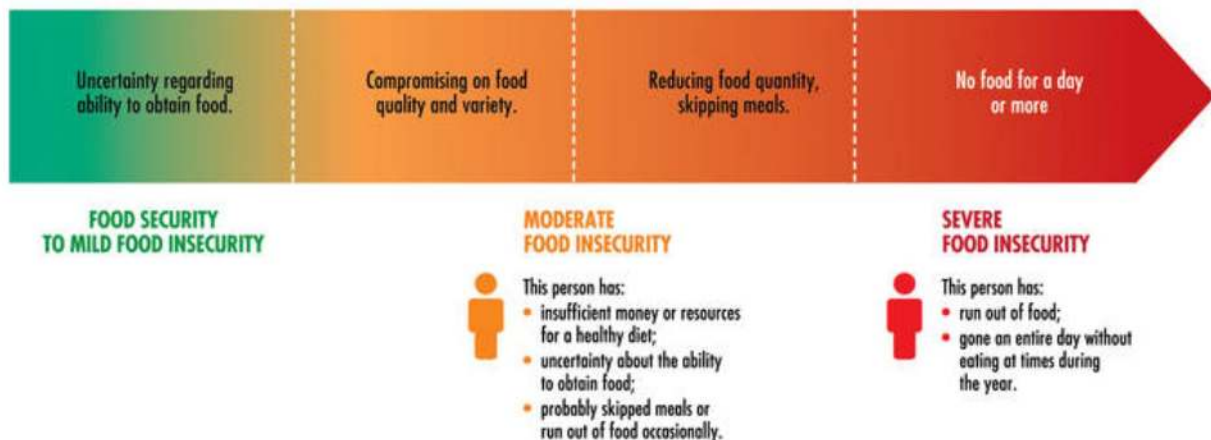 Uncertainty regarding
ability to obtain food.
Compromising on food
quality and variety.
Reducing food quantity,
skipping meals.
No food for a day
or more
FOOD SECURITY
TO MILD FOOD INSECURITY
MODERATE
FOOD INSECURITY
This person has:
• insufficient money or resources
for a healthy diet;
• uncertainty about the ability
to obtain food;
• probably skipped meals or
run out of food occasionally.
SEVERE
FOOD INSECURITY
This person has:
• run out of food;
• gone an entire day without
eating at times during
the year.